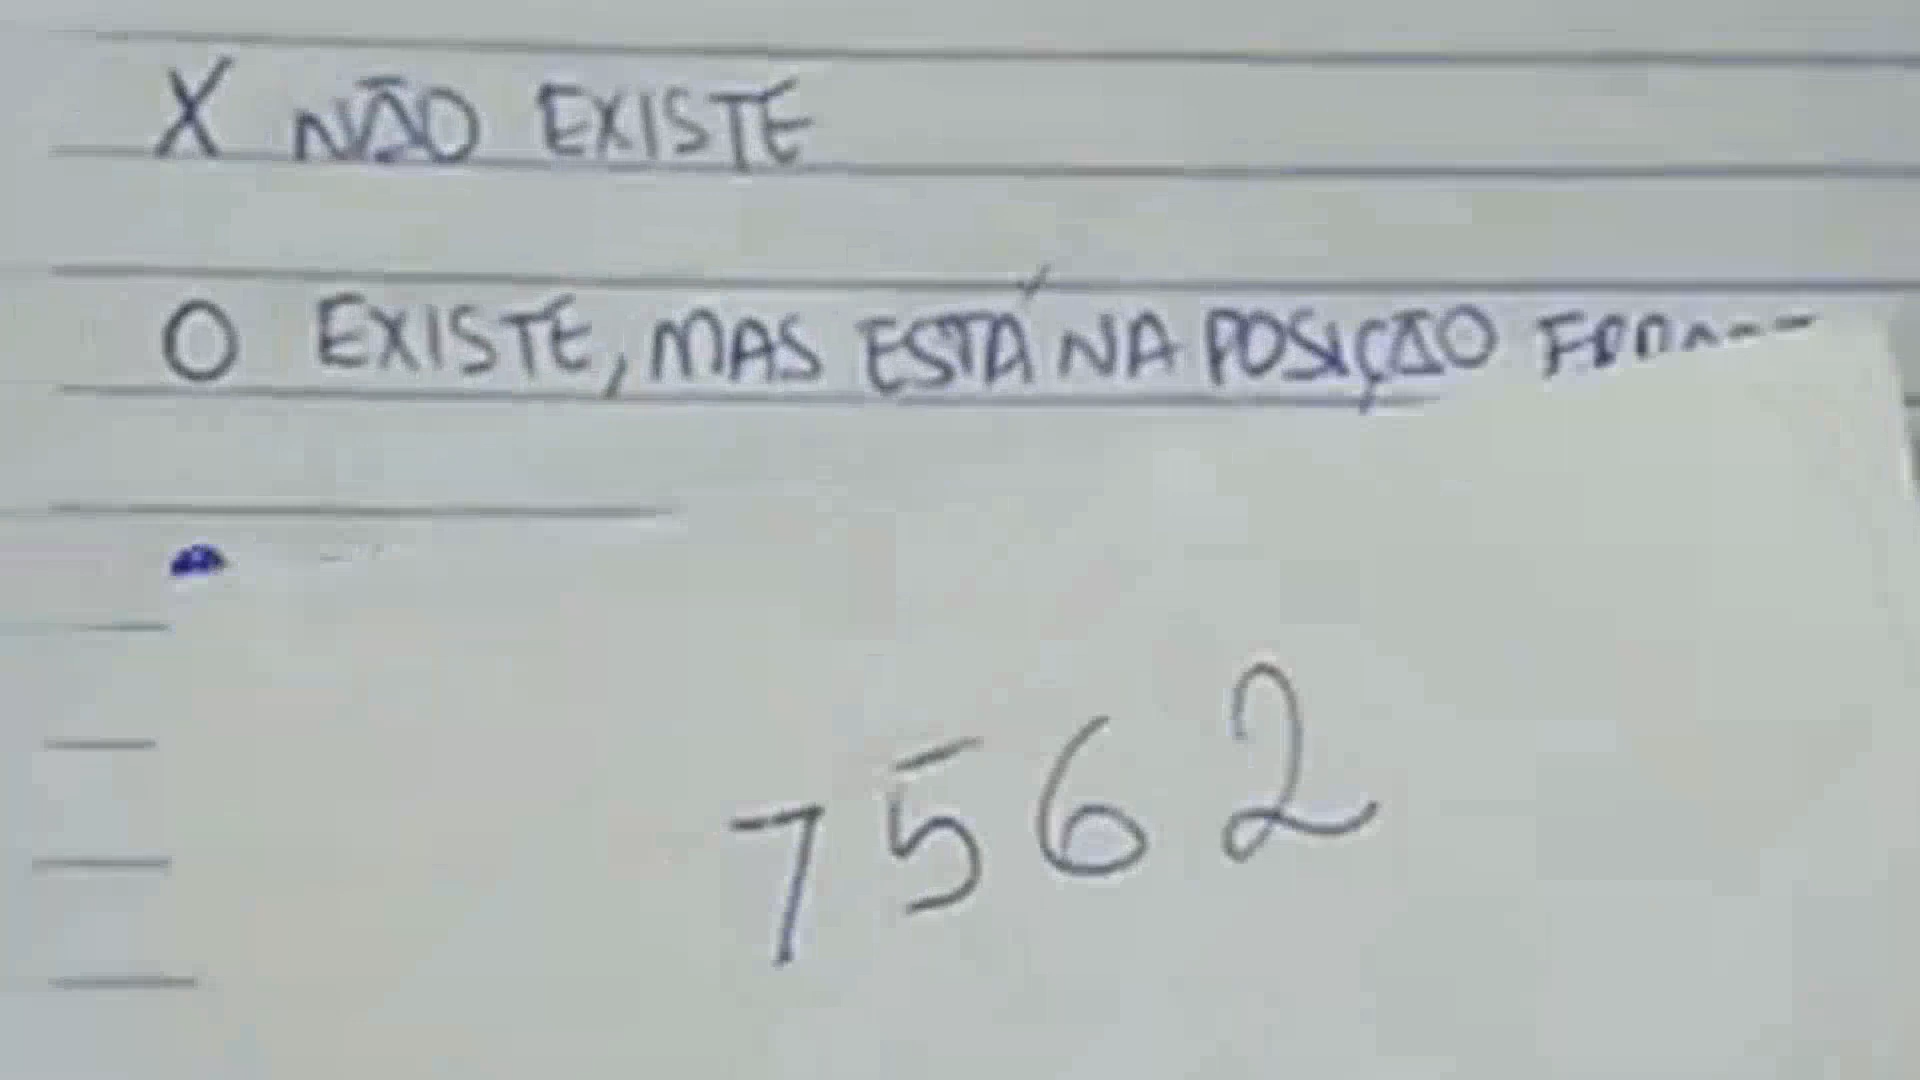 X NÃO EXISTE
O EXISTE, MAS ESTÁ NA POSIÇÃO
7562